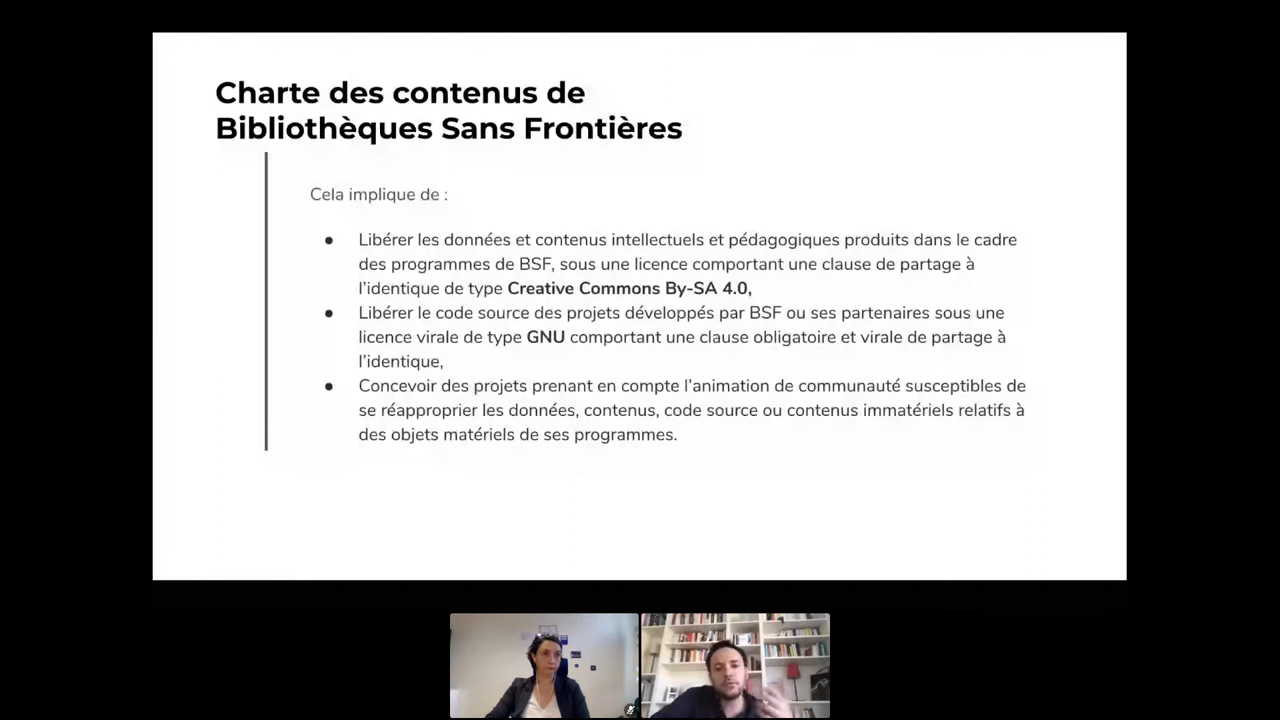 Charte des contenus de
Bibliothèques Sans Frontières
Cela implique de :
● Libérer les données et contenus intellectuels et pédagogiques produits dans le cadre
des programmes de BSF, sous une licence comportant une clause de partage à
l’identique de type Creative Commons By-SA 4.0,
● Libérer le code source des projets développés par BSF ou ses partenaires sous une
licence virale de type GNU comportant une clause obligatoire et virale de partage à
l’identique,
● Concevoir des projets prenant en compte l’animation de communauté susceptibles de
se réapproprier les données, contenus, code source ou contenus immatériels relatifs à
des objets matériels de ses programmes.